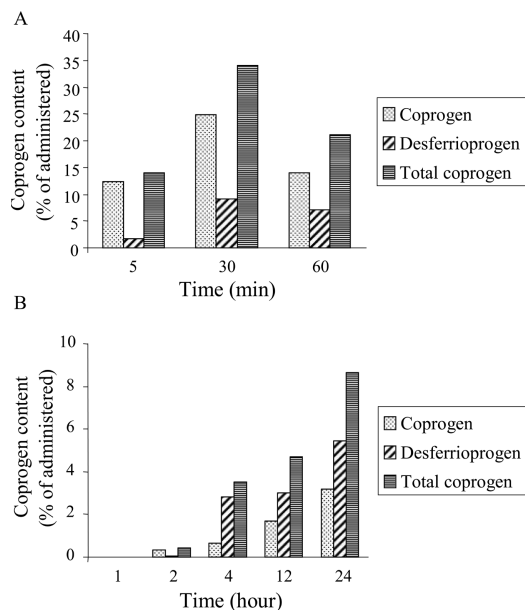 A
Coprogen content
(% of administered)
40
35
30
25
20
15
10
5
0
5 30 60
Time (min)
Coprogen
Desferrioprogen
Total coprogen
B
Coprogen content
(% of administered)
10
8
6
4
2
0
1 2 4 12 24
Time (hour)
Coprogen
Desferrioprogen
Total coprogen